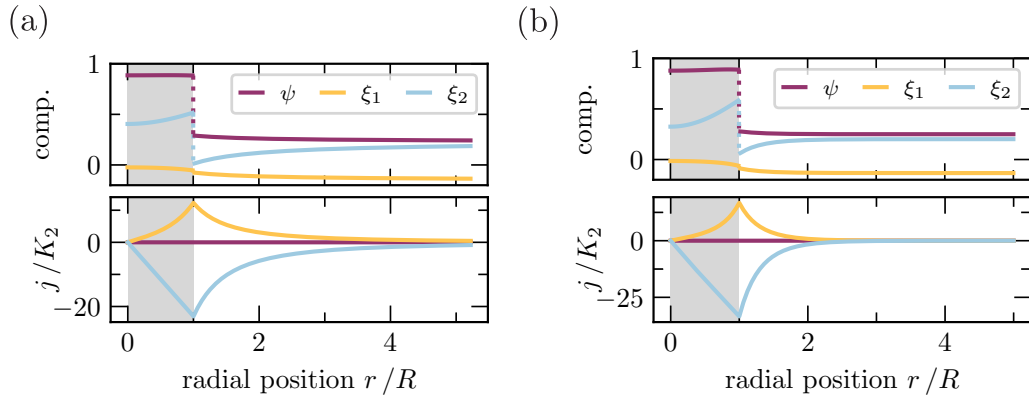 (a)
1
0
comp.
ψ ξ₁ ξ₂
0
−20
j /K₂
0 2 4
radial position r /R
(b)
1
0
comp.
ψ ξ₁ ξ₂
0
−25
j /K₂
0 2 4
radial position r /R